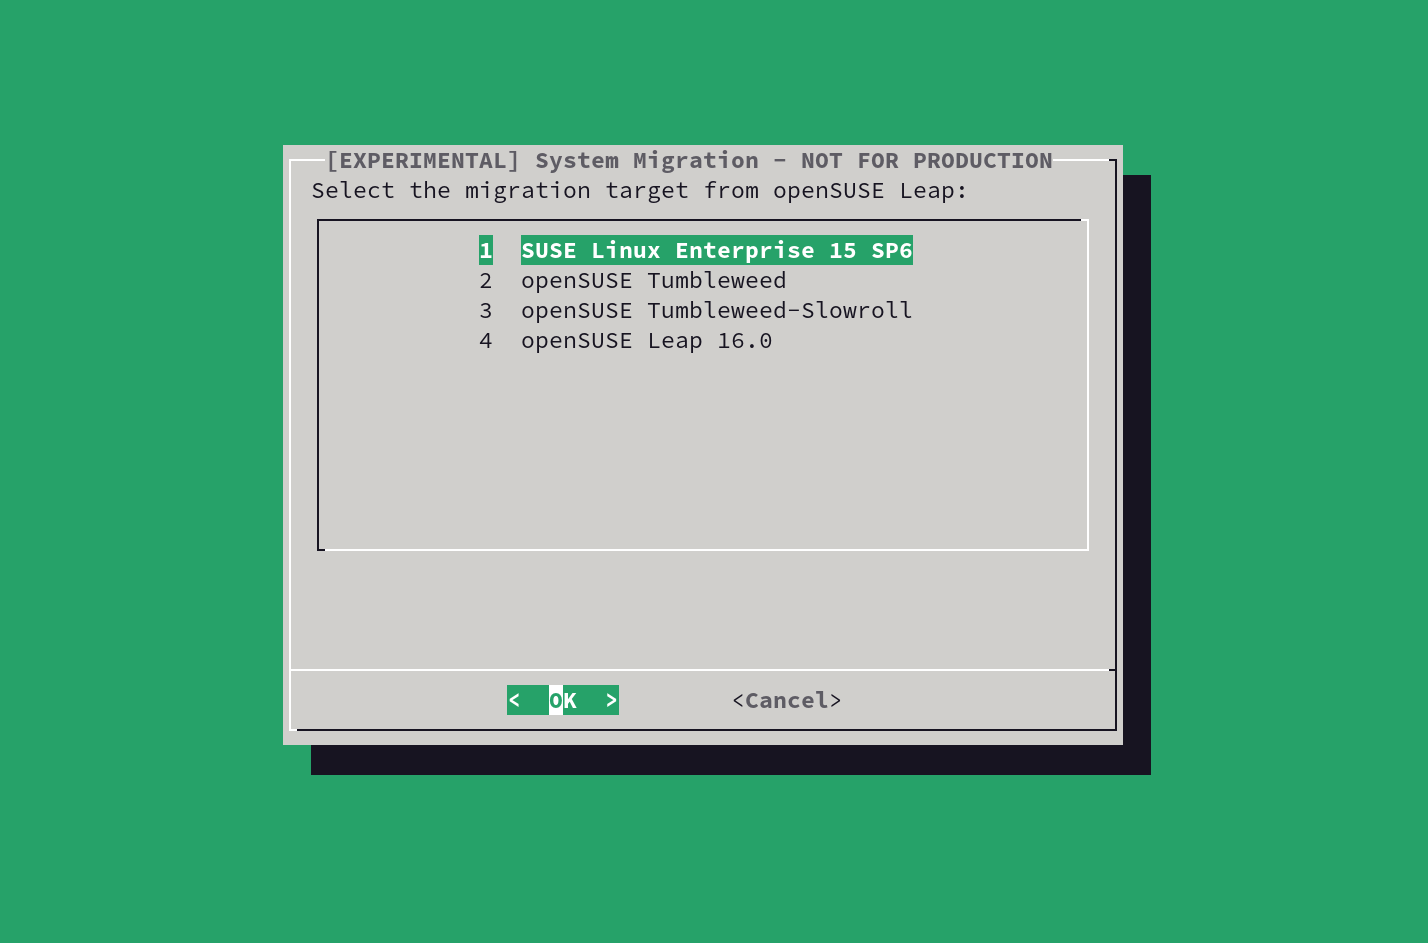 [EXPERIMENTAL] System Migration - NOT FOR PRODUCTION
Select the migration target from openSUSE Leap:
1 SUSE Linux Enterprise 15 SP6
2 openSUSE Tumbleweed
3 openSUSE Tumbleweed-Slowroll
4 openSUSE Leap 16.0
< OK > <Cancel>